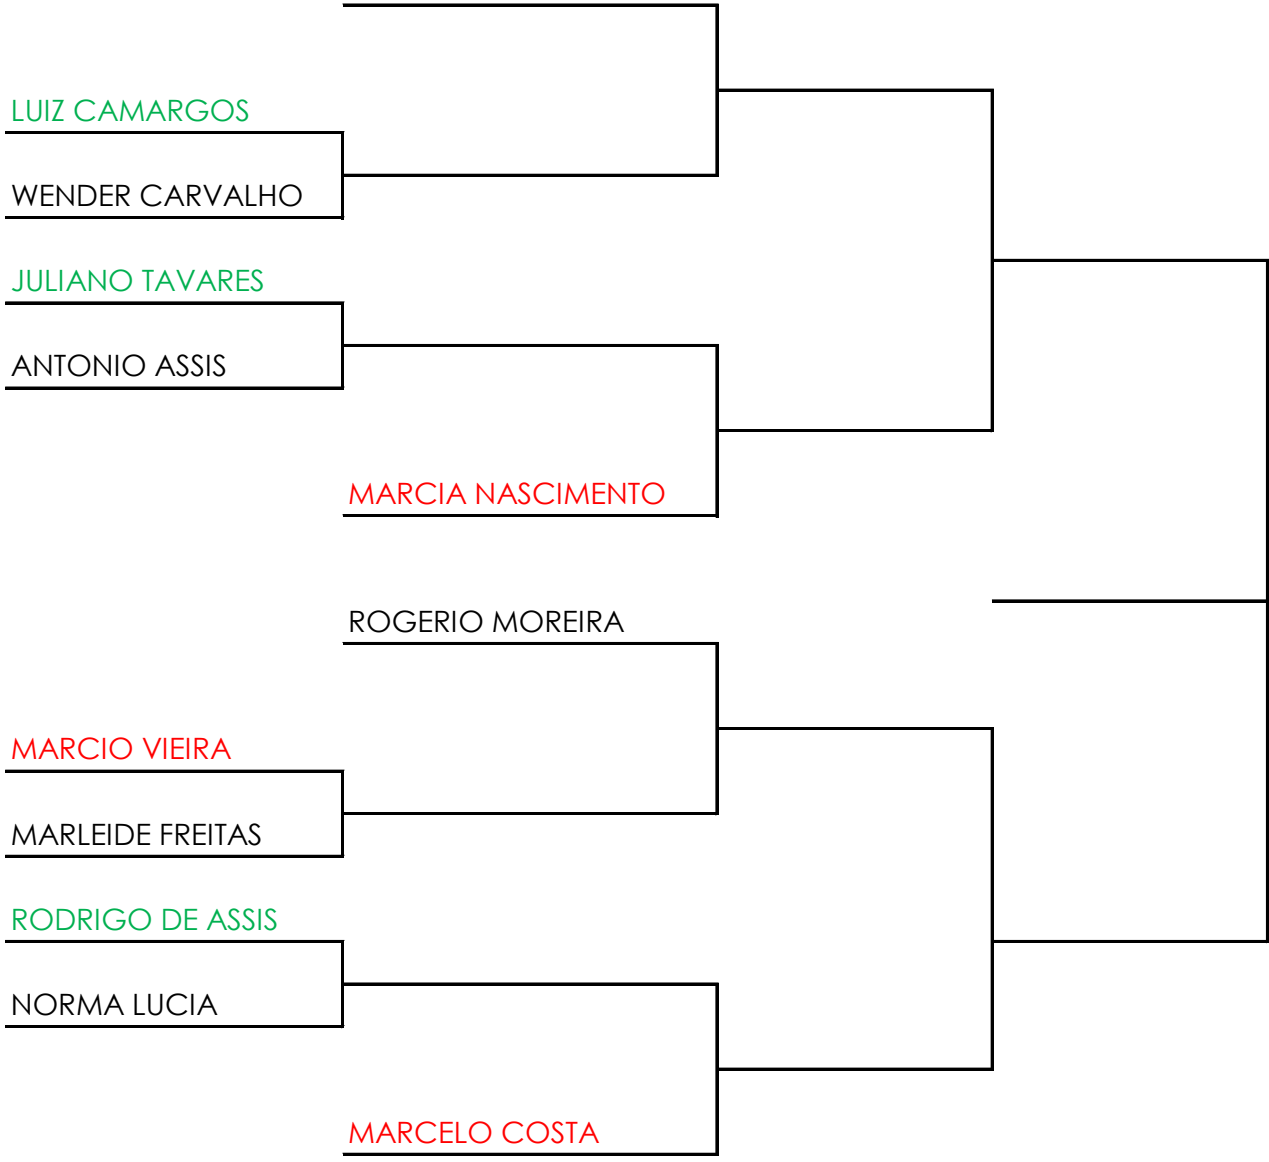 LUIZ CAMARGOS
WENDER CARVALHO
JULIANO TAVARES
ANTONIO ASSIS
MARCIA NASCIMENTO
ROGERIO MOREIRA
MARCIO VIEIRA
MARLEIDE FREITAS
RODRIGO DE ASSIS
NORMA LUCIA
MARCELO COSTA